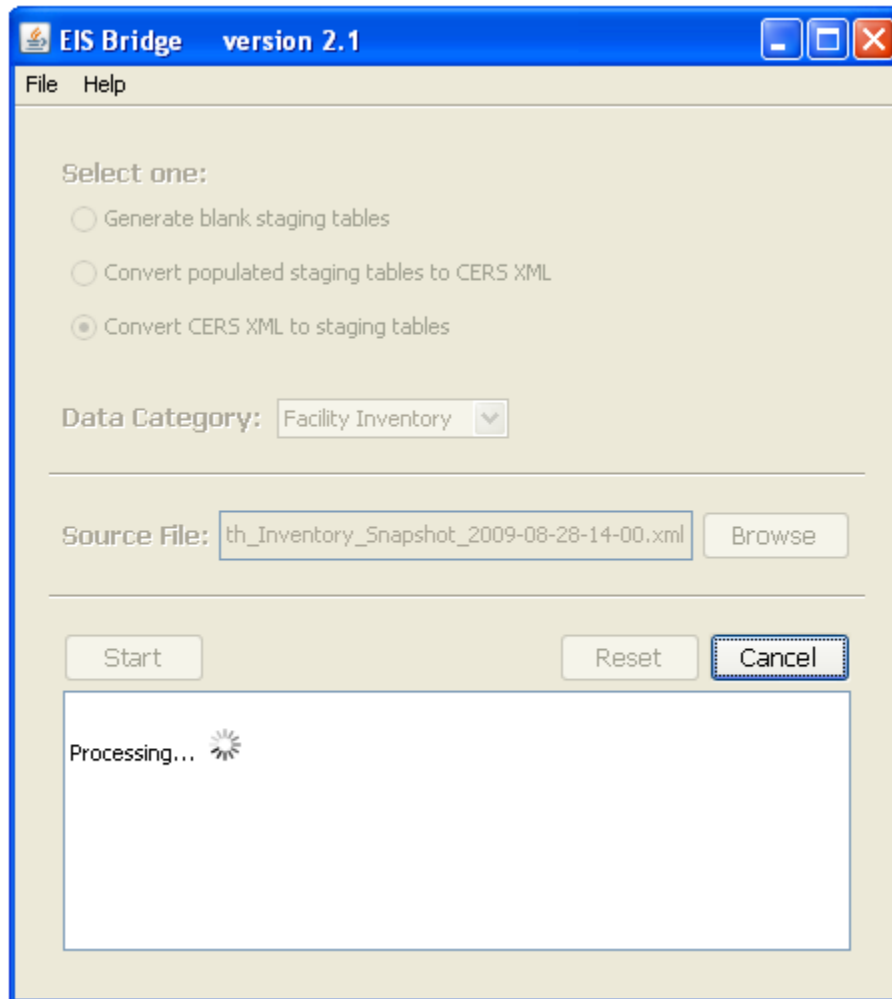 EIS Bridge version 2.1
File Help
Select one:
Generate blank staging tables
Convert populated staging tables to CERS XML
Convert CERS XML to staging tables
Data Category: Facility Inventory
Source File: th_Inventory_Snapshot_2009-08-28-14-00.xml Browse
Start Reset Cancel
Processing...